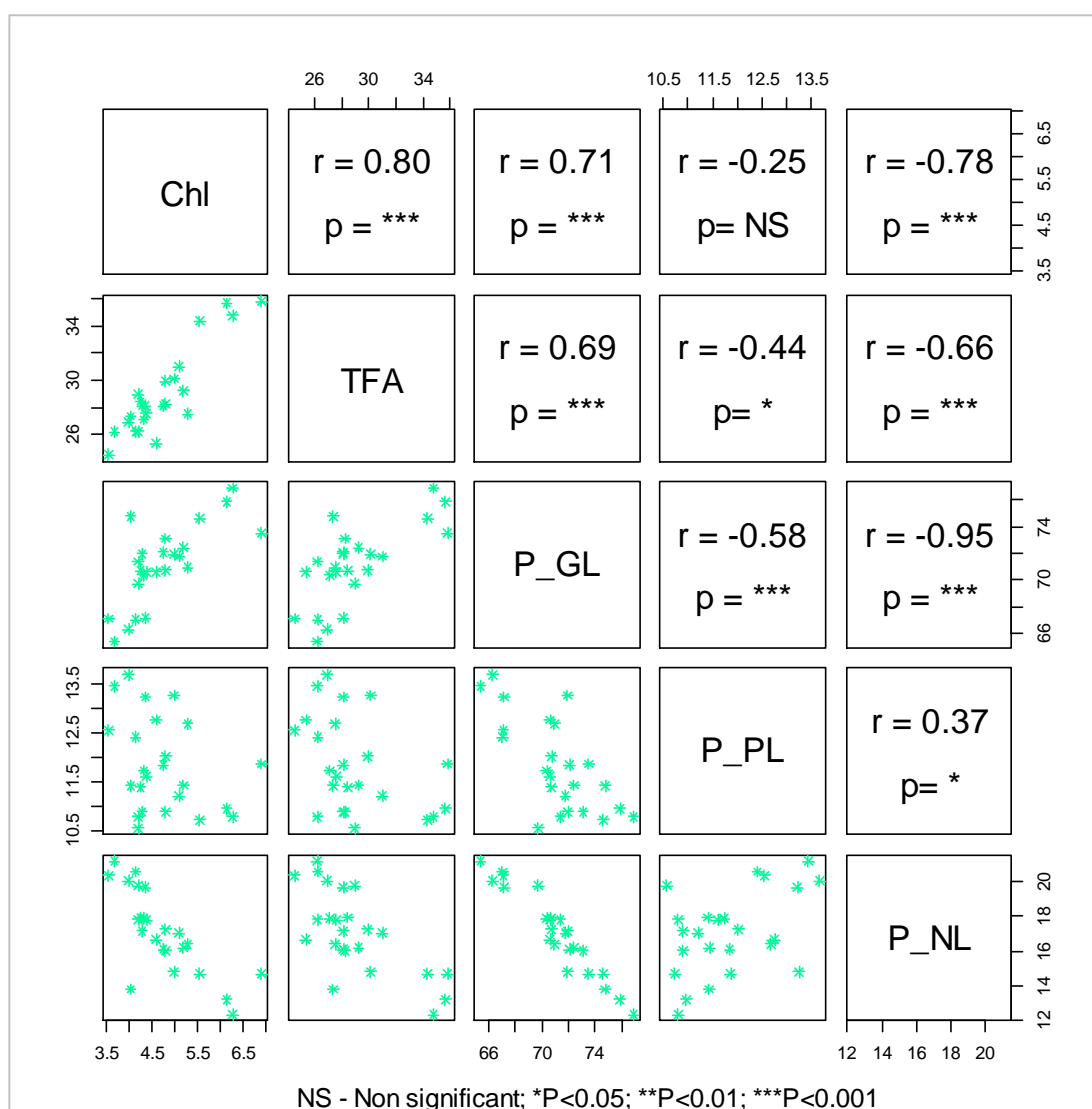 26 30 34 10.5 11.5 12.5 13.5
Chl
r = 0.80
p = ***
r = 0.71
p = ***
r = -0.25
p= NS
r = -0.78
p = ***
3.5 4.5 5.5 6.5
26 30 34
TFA
r = 0.69
p = ***
r = -0.44
p= *
r = -0.66
p = ***
P_GL
r = -0.58
p = ***
r = -0.95
p = ***
66 70 74
10.5 11.5 12.5 13.5
P_PL
r = 0.37
p= *
P_NL
12 14 16 18 20
3.5 4.5 5.5 6.5 66 70 74 12 14 16 18 20
NS - Non significant; *P<0.05; **P<0.01; ***P<0.001